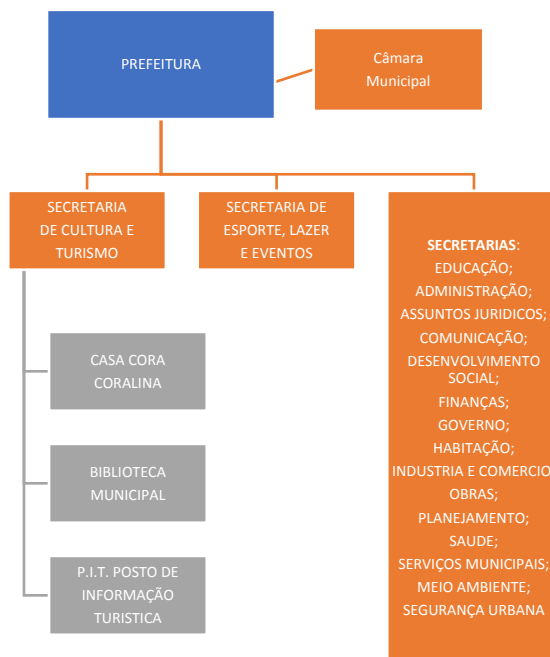 PREFEITURA
Câmara
Municipal
SECRETARIA
DE CULTURA E
TURISMO
SECRETARIA DE
ESPORTE, LAZER
E EVENTOS
SECRETARIAS:
EDUCAÇÃO;
ADMINISTRAÇÃO;
ASSUNTOS JURIDICOS;
COMUNICAÇÃO;
DESENVOLVIMENTO
SOCIAL;
FINANÇAS;
GOVERNO;
HABITAÇÃO;
INDUSTRIA E COMERCIO
OBRAS;
PLANEJAMENTO;
SAUDE;
SERVIÇOS MUNICIPAIS;
MEIO AMBIENTE;
SEGURANÇA URBANA
CASA CORA
CORALINA
BIBLIOTECA
MUNICIPAL
P.I.T. POSTO DE
INFORMAÇÃO
TURISTICA